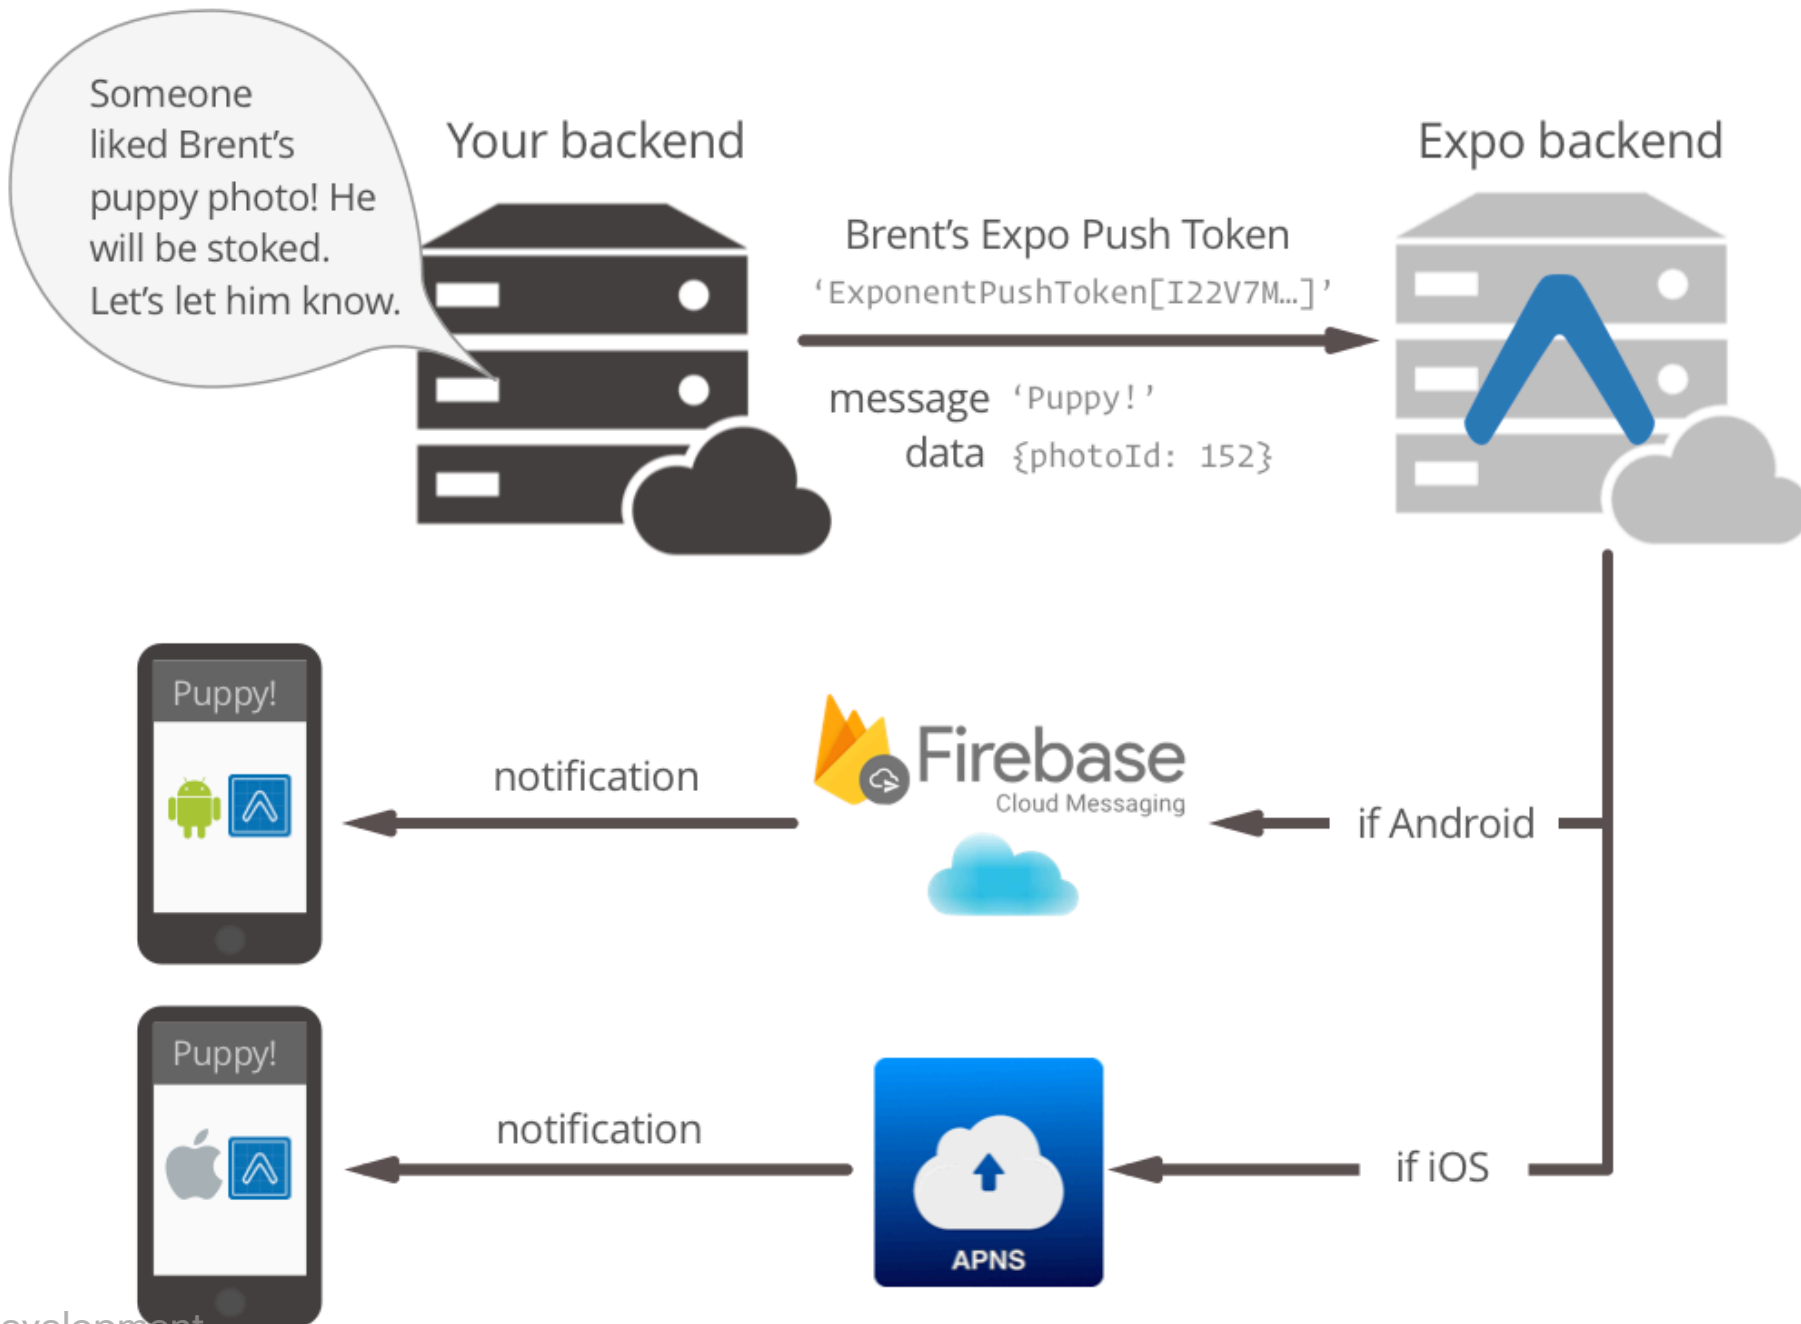 Someone
liked Brent's
puppy photo! He
will be stoked.
Let's let him know.
Your backend
Expo backend
Brent's Expo Push Token
‘ExponentPushToken[I22V7M…]’
message ‘Puppy!’
data {photoId: 152}
Puppy!
notification
Firebase
Cloud Messaging
if Android
Puppy!
notification
APNS
if iOS